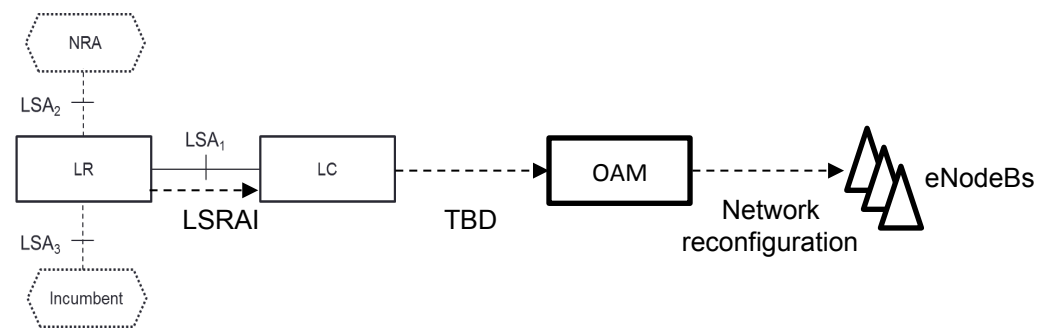 NRA
LSA₂
LR
LSA₁
LC
LSRAI
TBD
OAM
Network
reconfiguration
eNodeBs
LSA₃
Incumbent